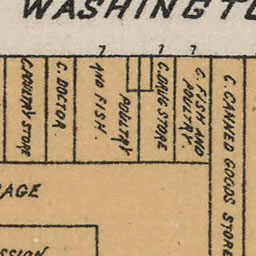 WASHINGTO
7 7 7
C. POULTRY STORE
C. DOCTOR
AND FISH.
POULTRY
C. DRUG STORE
C. FISH AND
POULTRY.
C. CANNED GOODS STORE
AGE
SSION